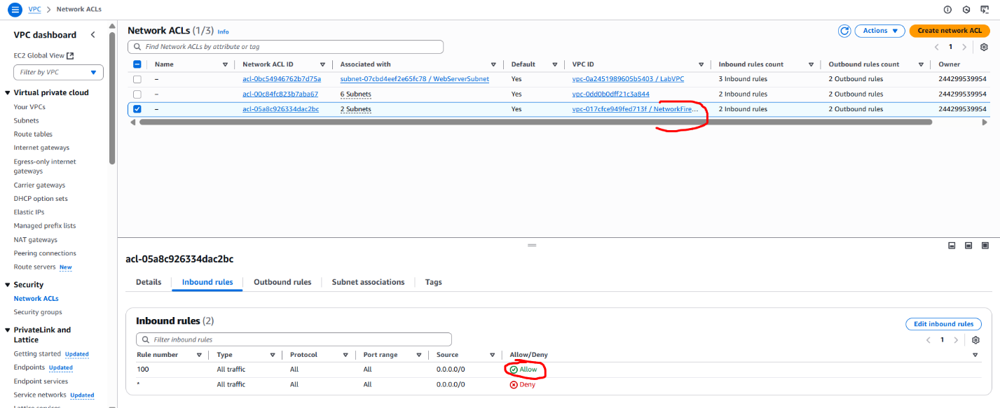 VPC > Network ACLs
VPC dashboard
EC2 Global View
Filter by VPC
Virtual private cloud
Your VPCs
Subnets
Route tables
Internet gateways
Egress-only internet
gateways
Carrier gateways
DHCP option sets
Elastic IPs
Managed prefix lists
NAT gateways
Peering connections
Route servers New
Security
Network ACLs
Security groups
PrivateLink and
Lattice
Getting started Updated
Endpoints Updated
Endpoint services
Service networks Updated
Lattice services
Network ACLs (1/3) Info
Actions
Create network ACL
Find Network ACLs by attribute or tag
1
Name Network ACL ID Associated with Default VPC ID Inbound rules count Outbound rules count Owner
– acl-0bc54946762b7d75a subnet-07cbd4eef2e65fc78 / WebServerSubnet Yes vpc-0a2451989605b5403 / LabVPC 3 Inbound rules 2 Outbound rules 244299539954
– acl-00c84fc823b7aba67 6 Subnets Yes vpc-0dd0b0dff21c3a844 2 Inbound rules 2 Outbound rules 244299539954
– acl-05a8c926334dac2bc 2 Subnets Yes vpc-017cfce949fed713f / NetworkFire... 2 Inbound rules 2 Outbound rules 244299539954
acl-05a8c926334dac2bc
Details Inbound rules Outbound rules Subnet associations Tags
Inbound rules (2)
Edit inbound rules
Filter inbound rules
1
Rule number Type Protocol Port range Source Allow/Deny
100 All traffic All All 0.0.0.0/0 Allow
* All traffic All All 0.0.0.0/0 Deny